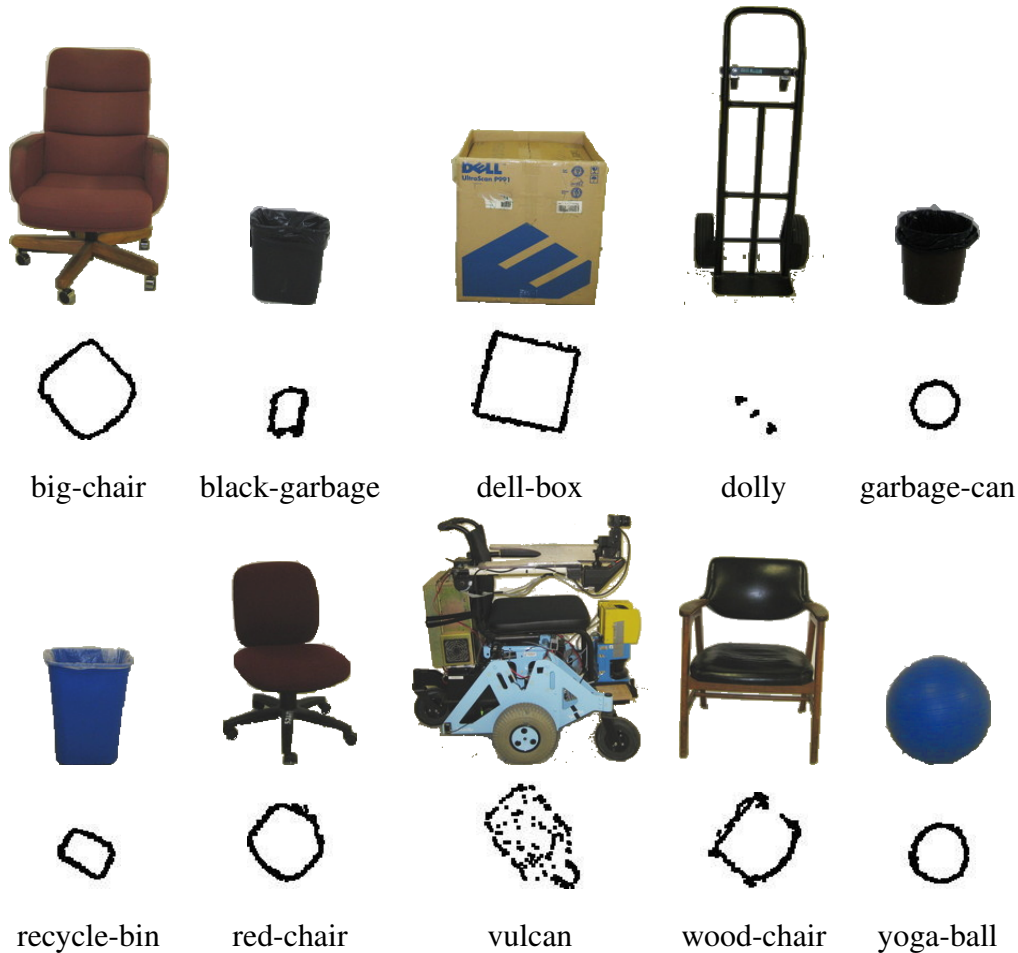 DELL
UltraScan P991
big-chair black-garbage dell-box dolly garbage-can
recycle-bin red-chair vulcan wood-chair yoga-ball